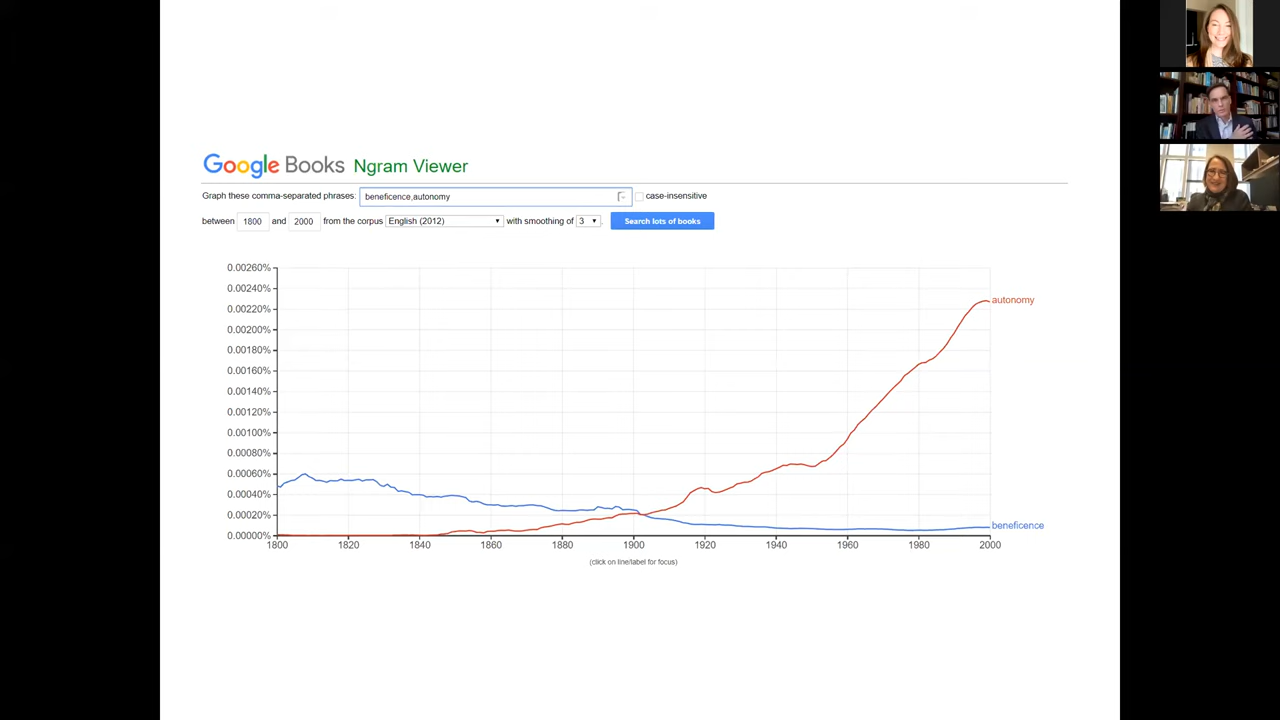 Google Books Ngram Viewer
Graph these comma-separated phrases: beneficence,autonomy case-insensitive
between 1800 and 2000 from the corpus English (2012) with smoothing of 3 . Search lots of books
0.00260%
0.00240%
autonomy
0.00220%
0.00200%
0.00180%
0.00160%
0.00140%
0.00120%
0.00100%
0.00080%
0.00060%
0.00040%
0.00020%
beneficence
0.00000%
1800 1820 1840 1860 1880 1900 1920 1940 1960 1980 2000
(click on line/label for focus)